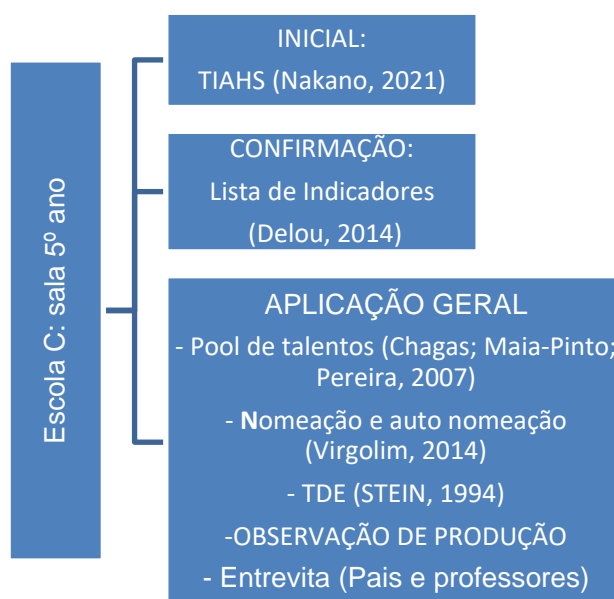 Escola C: sala 5º ano
INICIAL:
TIAHS (Nakano, 2021)
CONFIRMAÇÃO:
Lista de Indicadores
(Delou, 2014)
APLICAÇÃO GERAL
- Pool de talentos (Chagas; Maia-Pinto;
Pereira, 2007)
- Nomeação e auto nomeação
(Virgolim, 2014)
- TDE (STEIN, 1994)
-OBSERVAÇÃO DE PRODUÇÃO
- Entrevita (Pais e professores)